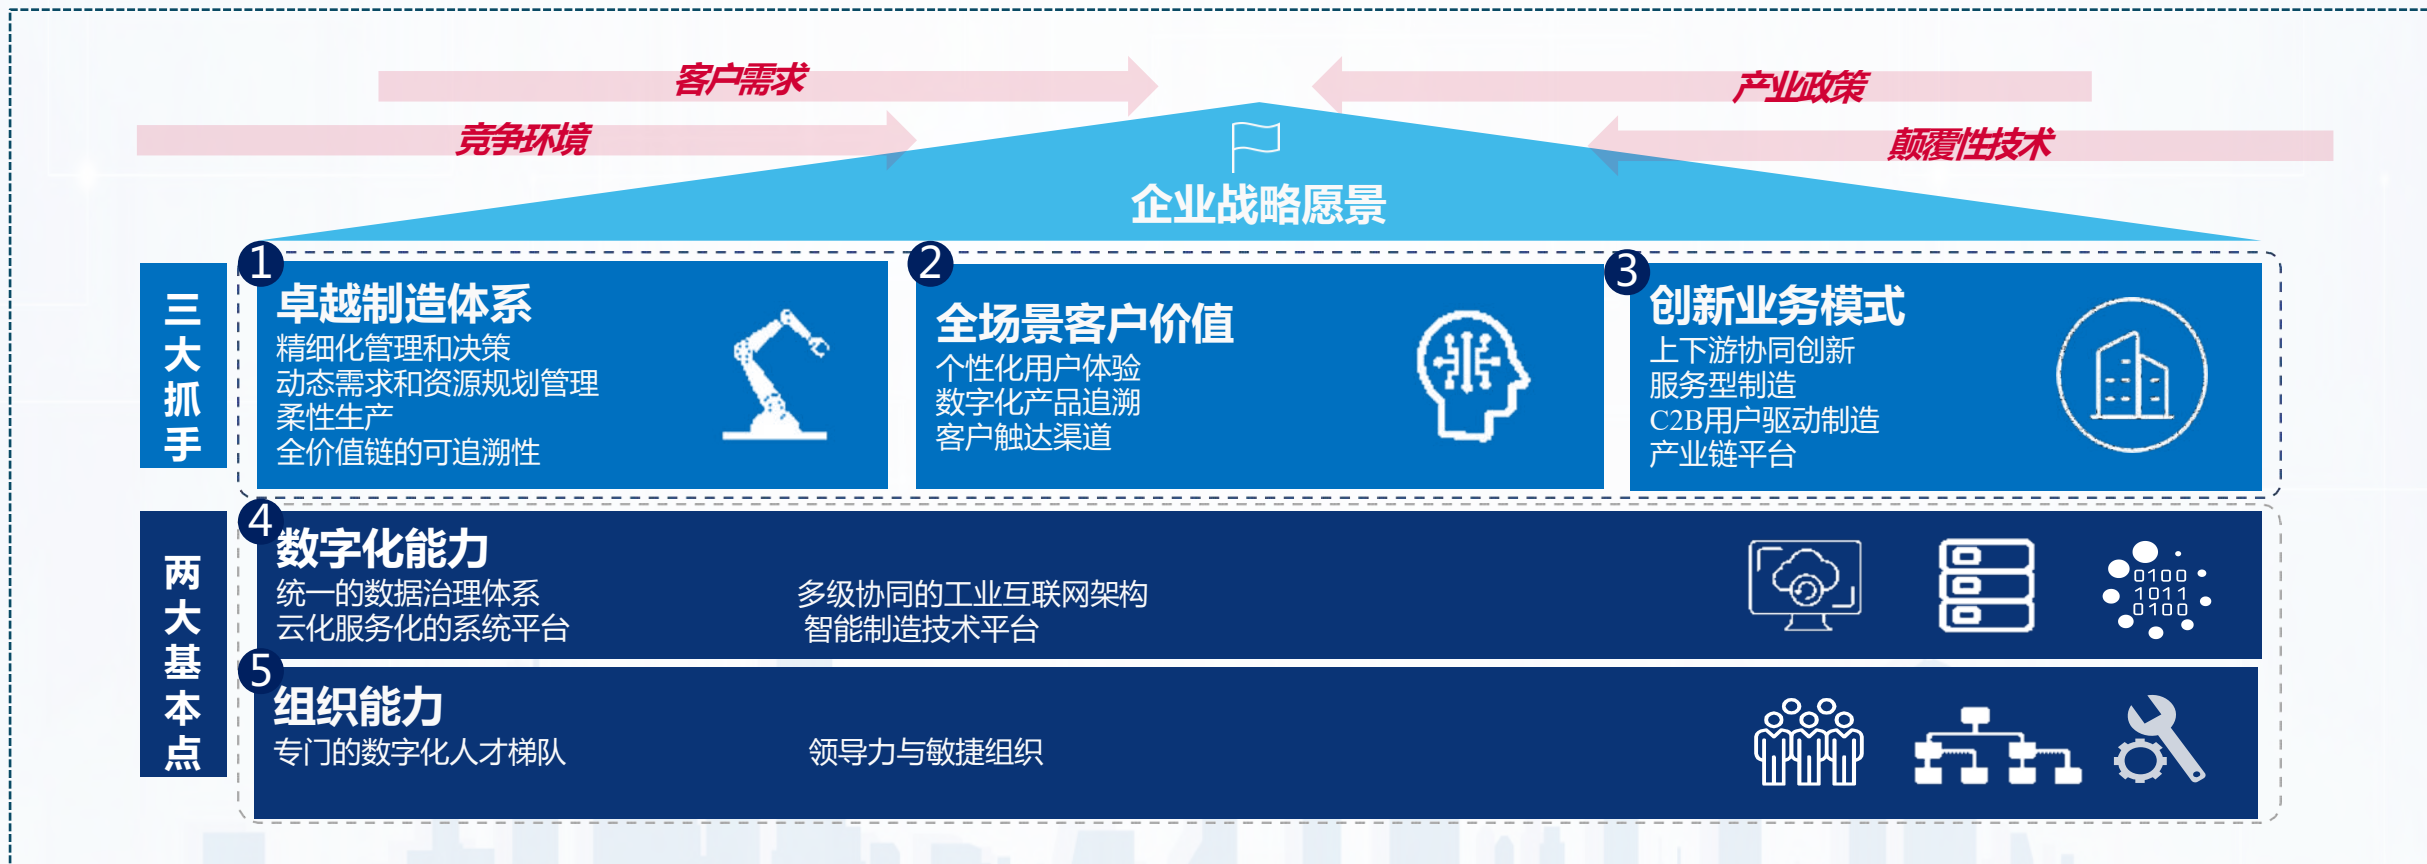 客户需求
产业政策
竞争环境
颠覆性技术
企业战略愿景
三大抓手
1
卓越制造体系
精细化管理和决策
动态需求和资源规划管理
柔性生产
全价值链的可追溯性
2
全场景客户价值
个性化用户体验
数字化产品追溯
客户触达渠道
3
创新业务模式
上下游协同创新
服务型制造
C2B用户驱动制造
产业链平台
两大基本点
4
数字化能力
统一的数据治理体系
多级协同的工业互联网架构
云化服务化的系统平台
智能制造技术平台
0100
1011
0100
5
组织能力
专门的数字化人才梯队
领导力与敏捷组织